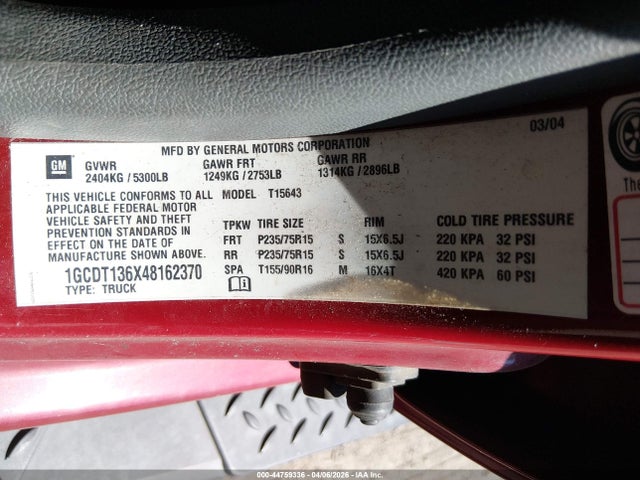 MFD BY GENERAL MOTORS CORPORATION
03/04
GM
GVWR GAWR FRT GAWR RR
2404KG / 5300LB 1249KG / 2753LB 1314KG / 2896LB
THIS VEHICLE CONFORMS TO ALL MODEL T15643
APPLICABLE FEDERAL MOTOR
VEHICLE SAFETY AND THEFT
PREVENTION STANDARDS IN
EFFECT ON THE DATE OF
MANUFACTURE SHOWN ABOVE.
1GCDT136X48162370
TYPE: TRUCK
TPKW TIRE SIZE RIM COLD TIRE PRESSURE
FRT P235/75R15 S 15X6.5J 220 KPA 32 PSI
RR P235/75R15 S 15X6.5J 220 KPA 32 PSI
SPA T155/90R16 M 16X4T 420 KPA 60 PSI
The
000-44759336 - 04/06/2026 - IAA Inc.